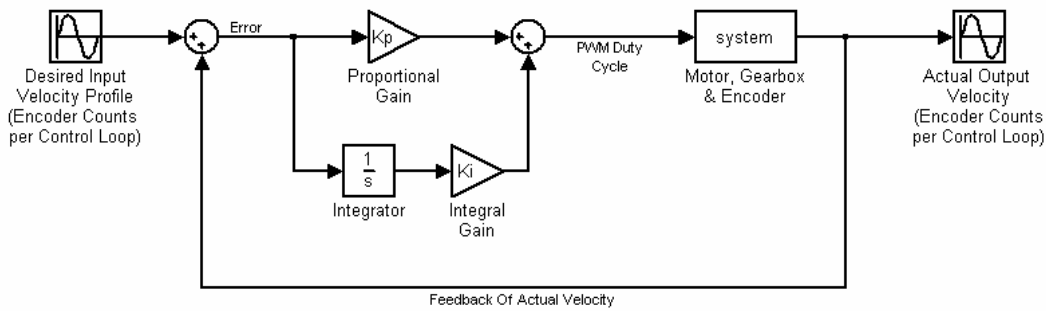 Error
Kp
PWM Duty
Cycle
system
Desired Input
Velocity Profile
(Encoder Counts
per Control Loop)
Proportional
Gain
Motor, Gearbox
& Encoder
Actual Output
Velocity
(Encoder Counts
per Control Loop)
1
s
Ki
Integrator
Integral
Gain
Feedback Of Actual Velocity